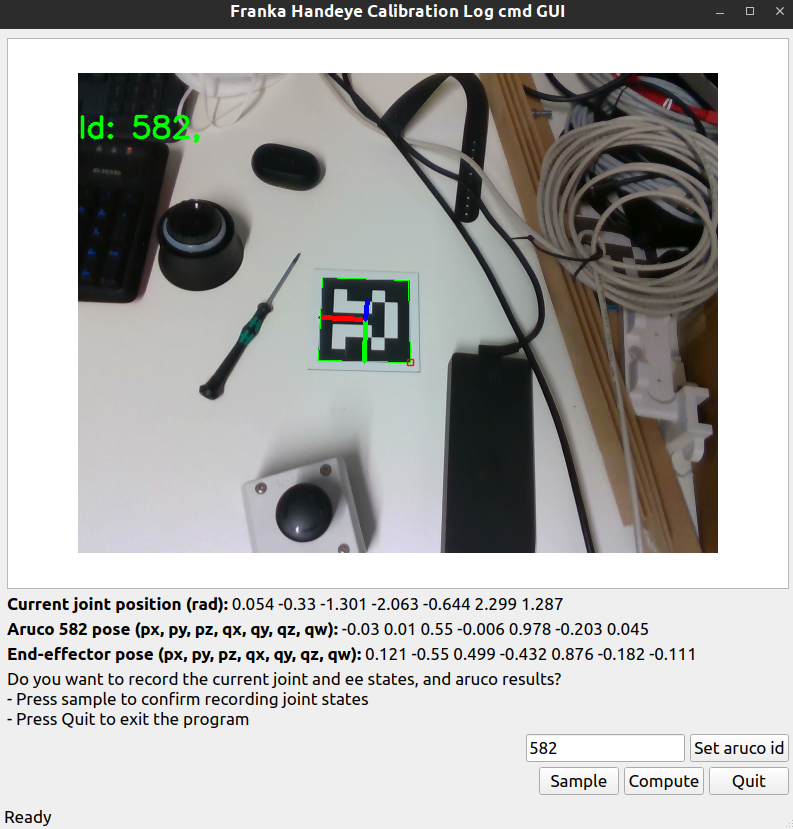 Franka Handeye Calibration Log cmd GUI
Id: 582,
Current joint position (rad): 0.054 -0.33 -1.301 -2.063 -0.644 2.299 1.287
Aruco 582 pose (px, py, pz, qx, qy, qz, qw): -0.03 0.01 0.55 -0.006 0.978 -0.203 0.045
End-effector pose (px, py, pz, qx, qy, qz, qw): 0.121 -0.55 0.499 -0.432 0.876 -0.182 -0.111
Do you want to record the current joint and ee states, and aruco results?
- Press sample to confirm recording joint states
- Press Quit to exit the program
582 Set aruco id
Sample Compute Quit
Ready